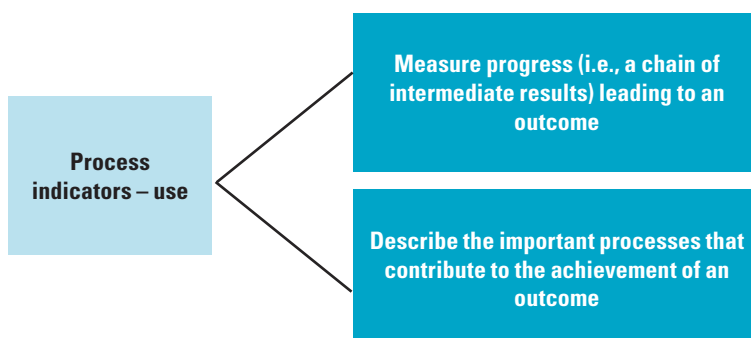 Process
indicators – use
Measure progress (i.e., a chain of
intermediate results) leading to an
outcome
Describe the important processes that
contribute to the achievement of an
outcome